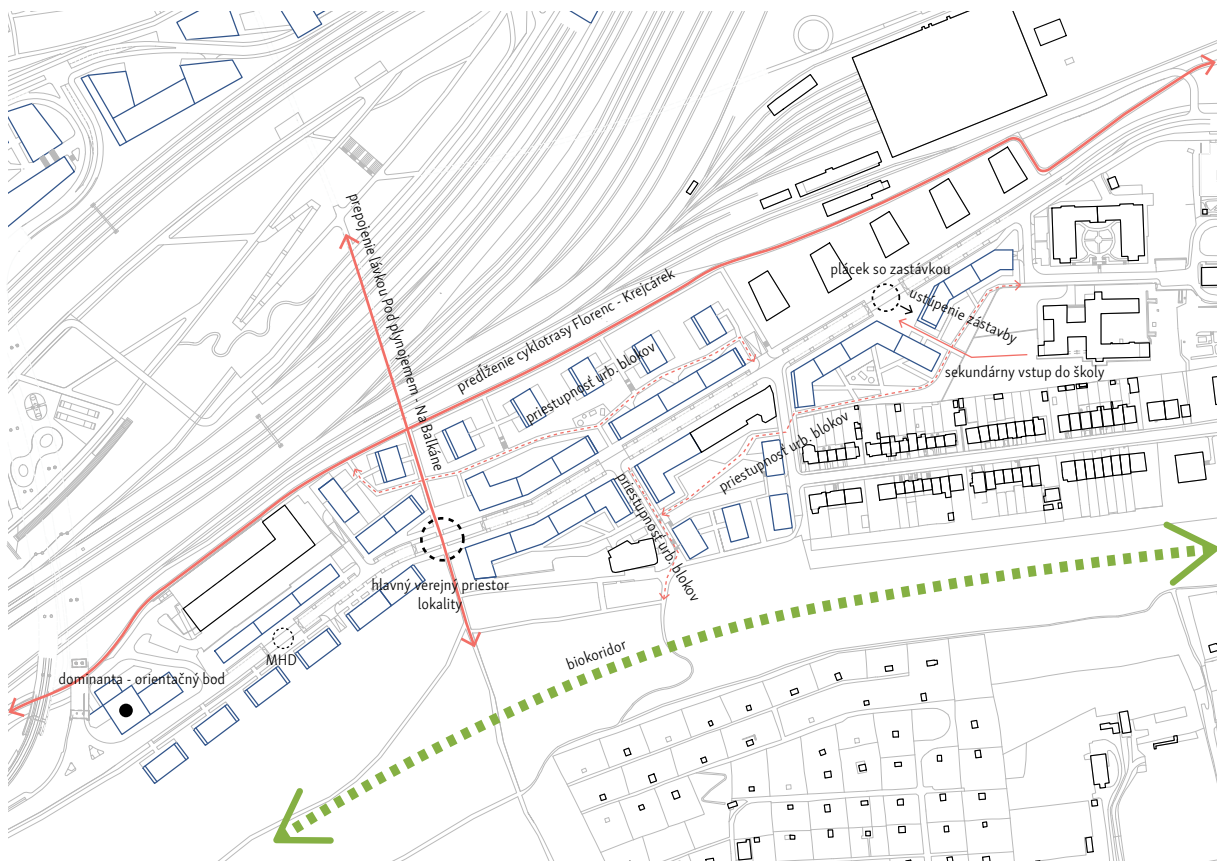 prepojenie lávkou Pod plynojemem - Na Balkáne
plácek so zastávkou
ustúpenie zástavby
predĺženie cyklotrasy Florenc - Krejcárek
priestupnosť urb. blokov
sekundárny vstup do školy
priestupnosť urb. blokov
priestupnosť urb. blokov
hlavný verejný priestor
lokality
MHD
biokoridor
dominanta - orientačný bod